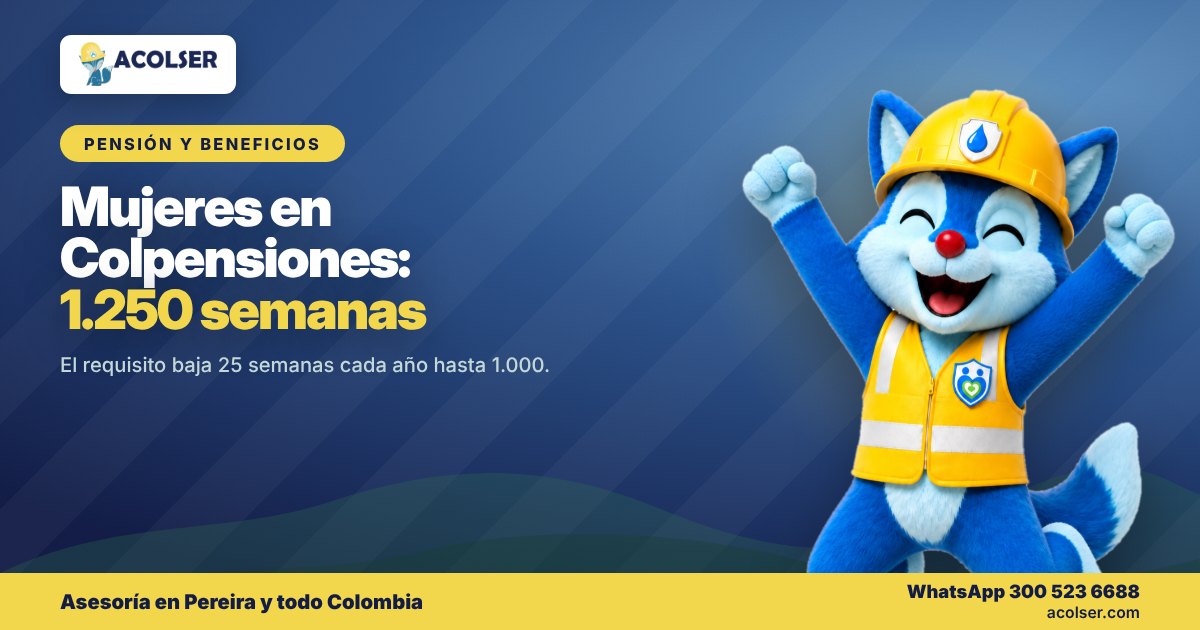 ACOLSER
PENSIÓN Y BENEFICIOS
Mujeres en
Colpensiones:
1.250 semanas
El requisito baja 25 semanas cada año hasta 1.000.
Asesoría en Pereira y todo Colombia
WhatsApp 300 523 6688
acolser.com